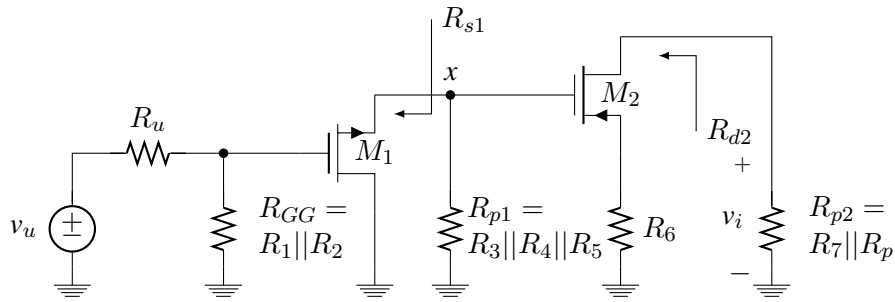 R_{s1}
x
M_2
R_u
M_1
R_{d2}
+
v_u
±
R_{GG} =
R_1||R_2
R_{p1} =
R_3||R_4||R_5
R_6
v_i
R_{p2} =
R_7||R_p
−